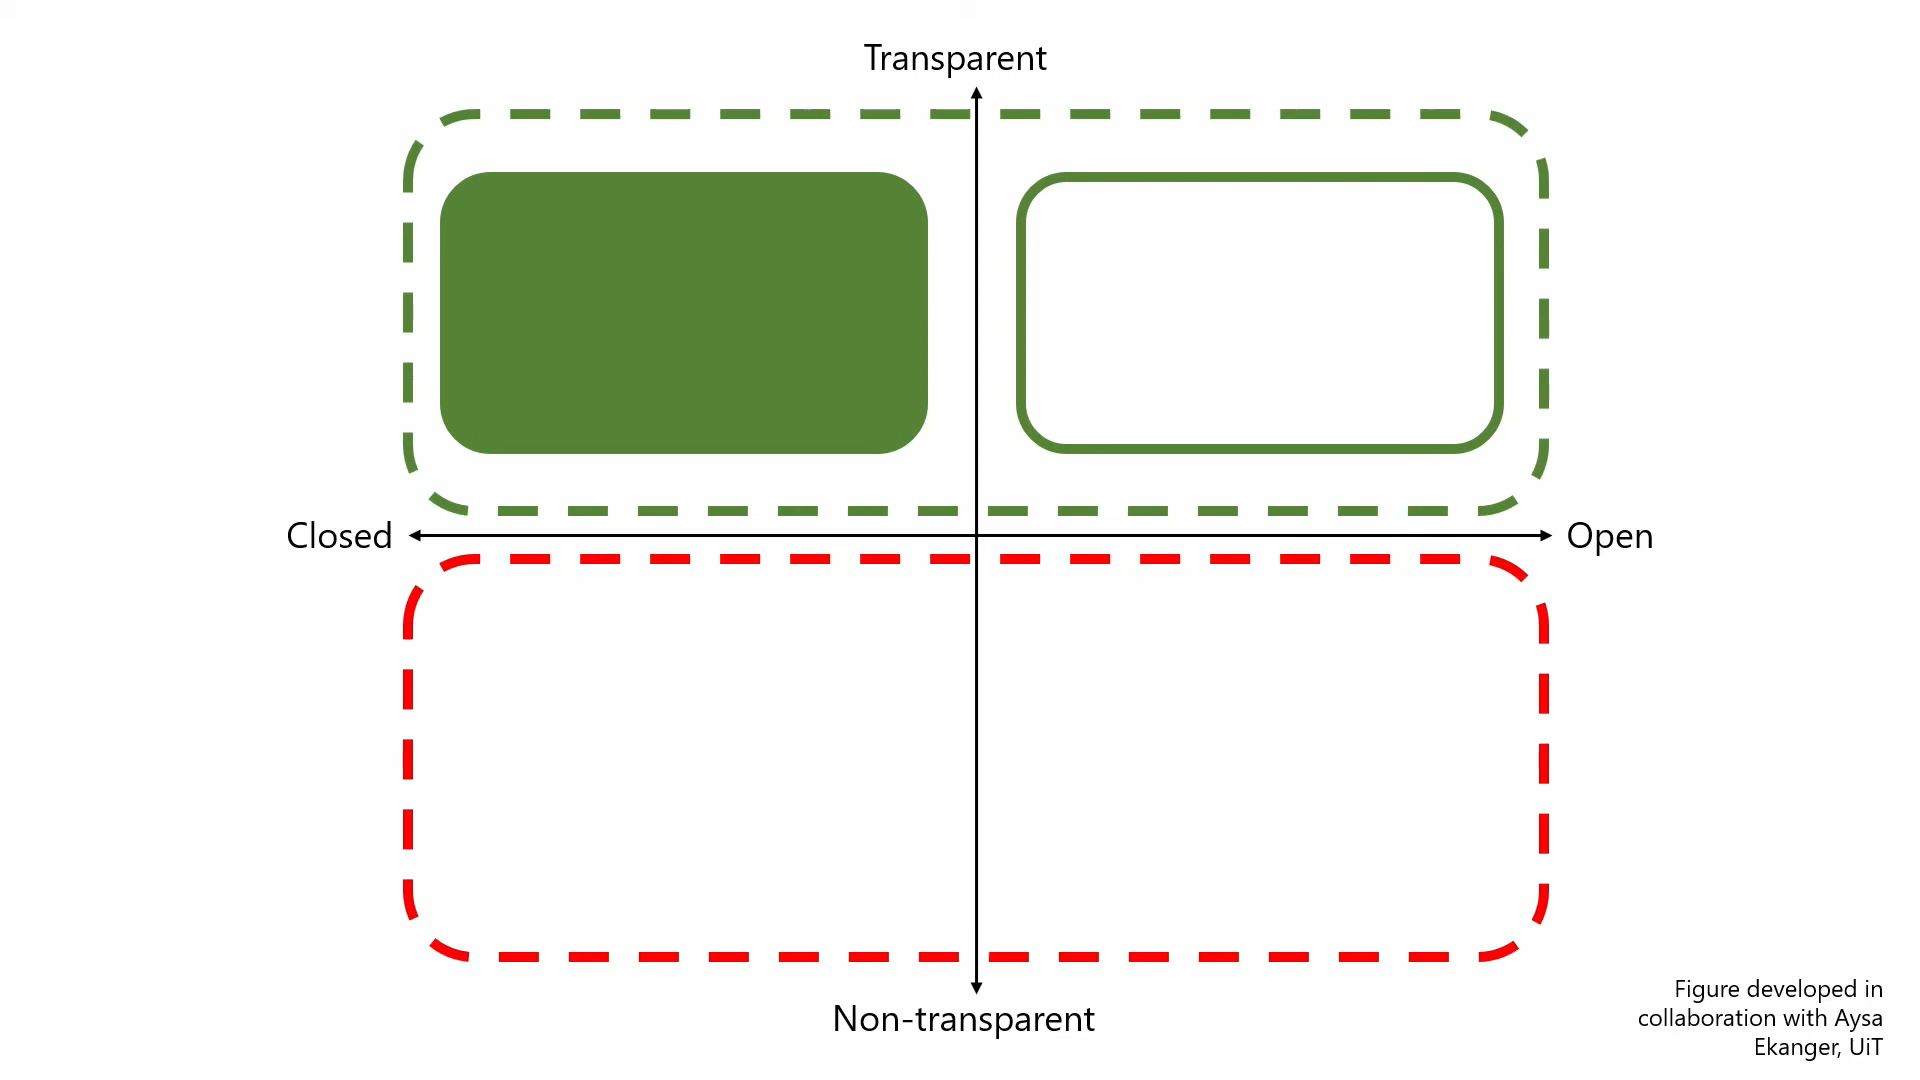 Transparent
Closed
Open
Non-transparent
Figure developed in
collaboration with Aysa
Ekanger, UiT